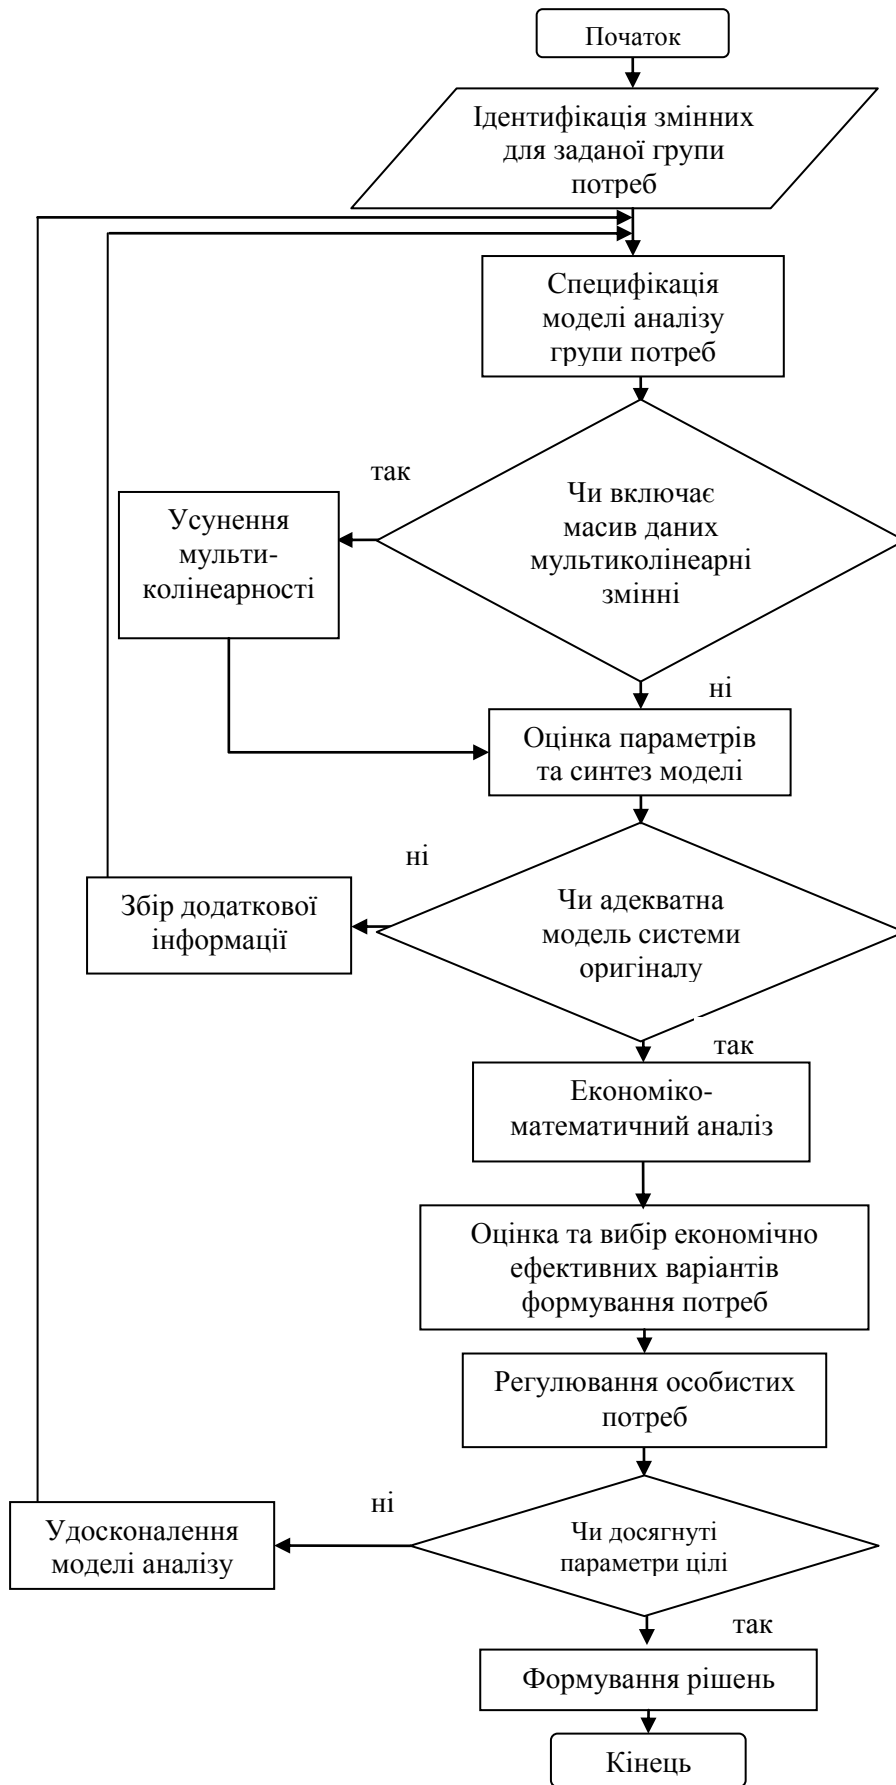 Початок
Ідентифікація змінних
для заданої групи
потреб
Специфікація
моделі аналізу
групи потреб
так
Чи включає
масив даних
мультиколінеарні
змінні
Усунення
мульти-
колінеарності
ні
Оцінка параметрів
та синтез моделі
ні
Чи адекватна
модель системи
оригіналу
Збір додаткової
інформації
так
Економіко-
математичний аналіз
Оцінка та вибір економічно
ефективних варіантів
формування потреб
Регулювання особистих
потреб
ні
Чи досягнуті
параметри цілі
Удосконалення
моделі аналізу
так
Формування рішень
Кінець